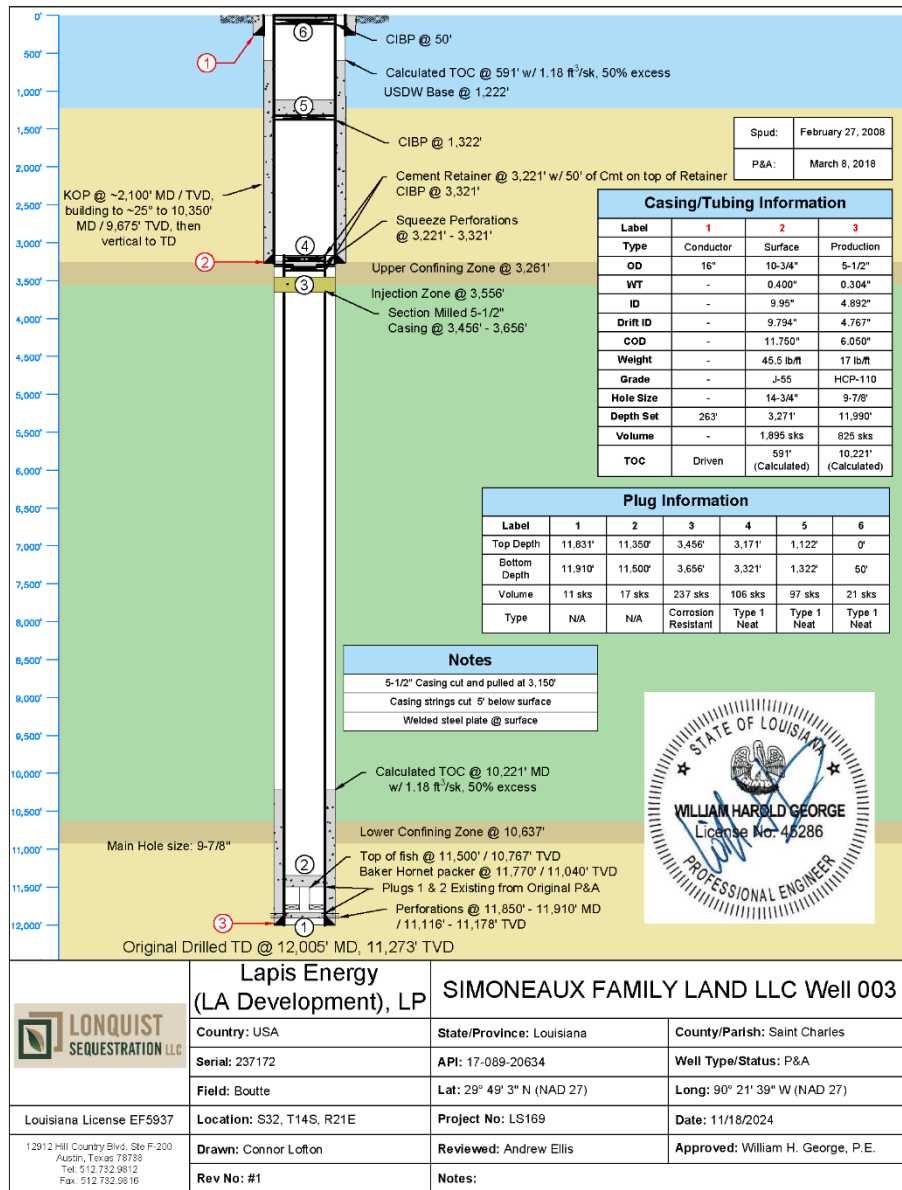 0'
500'
1,000'
1,500'
2,000'
2,500'
3,000'
3,500'
4,000'
4,500'
5,000'
5,500'
6,000'
6,500'
7,000'
7,500'
8,000'
8,500'
9,000'
9,500'
10,000'
10,500'
11,000'
11,500'
12,000'
6
CIBP @ 50'
1
Calculated TOC @ 591' w/ 1.18 ft³/sk, 50% excess
USDW Base @ 1,222'
5
CIBP @ 1,322'
Spud: February 27, 2008
P&A: March 8, 2018
Cement Retainer @ 3,221' w/ 50' of Cmt on top of Retainer
CIBP @ 3,321'
KOP @ ~2,100' MD / TVD,
building to ~25° to 10,350'
MD / 9,675' TVD, then
vertical to TD
Squeeze Perforations
@ 3,221' - 3,321'
4
2
Upper Confining Zone @ 3,261'
3
Injection Zone @ 3,556'
Section Milled 5-1/2"
Casing @ 3,456' - 3,656'
Casing/Tubing Information
Label 1 2 3
Type Conductor Surface Production
OD 16" 10-3/4" 5-1/2"
WT - 0.400" 0.304"
ID - 9.95" 4.892"
Drift ID - 9.794" 4.767"
COD - 11.750" 6.050"
Weight - 45.5 lb/ft 17 lb/ft
Grade - J-55 HCP-110
Hole Size - 14-3/4" 9-7/8'
Depth Set 263' 3,271' 11,990'
Volume - 1,895 sks 825 sks
TOC Driven 591' (Calculated) 10,221' (Calculated)
Plug Information
Label 1 2 3 4 5 6
Top Depth 11,831' 11,350' 3,456' 3,171' 1,122' 0'
Bottom Depth 11,910' 11,500' 3,656' 3,321' 1,322' 50'
Volume 11 sks 17 sks 237 sks 106 sks 97 sks 21 sks
Type N/A N/A Corrosion Resistant Type 1 Neat Type 1 Neat Type 1 Neat
Notes
5-1/2" Casing cut and pulled at 3,150'
Casing strings cut 5' below surface
Welded steel plate @ surface
STATE OF LOUISIANA
WILLIAM HAROLD GEORGE
License No. 45286
PROFESSIONAL ENGINEER
Calculated TOC @ 10,221' MD
w/ 1.18 ft³/sk, 50% excess
Lower Confining Zone @ 10,637'
Main Hole size: 9-7/8"
2
Top of fish @ 11,500' / 10,767' TVD
Baker Hornet packer @ 11,770' / 11,040' TVD
Plugs 1 & 2 Existing from Original P&A
Perforations @ 11,850' - 11,910' MD
/ 11,116' - 11,178' TVD
3
1
Original Drilled TD @ 12,005' MD, 11,273' TVD
LONQUIST
SEQUESTRATION LLC
Louisiana License EF5937
12912 Hill Country Blvd. Ste F-200
Austin, Texas 78738
Tel: 512.732.9812
Fax: 512.732.9816
Lapis Energy
(LA Development), LP
SIMONEAUX FAMILY LAND LLC Well 003
Country: USA
State/Province: Louisiana
County/Parish: Saint Charles
Serial: 237172
API: 17-089-20634
Well Type/Status: P&A
Field: Boutte
Lat: 29° 49' 3" N (NAD 27)
Long: 90° 21' 39" W (NAD 27)
Location: S32, T14S, R21E
Project No: LS169
Date: 11/18/2024
Drawn: Connor Lofton
Reviewed: Andrew Ellis
Approved: William H. George, P.E.
Rev No: #1
Notes: